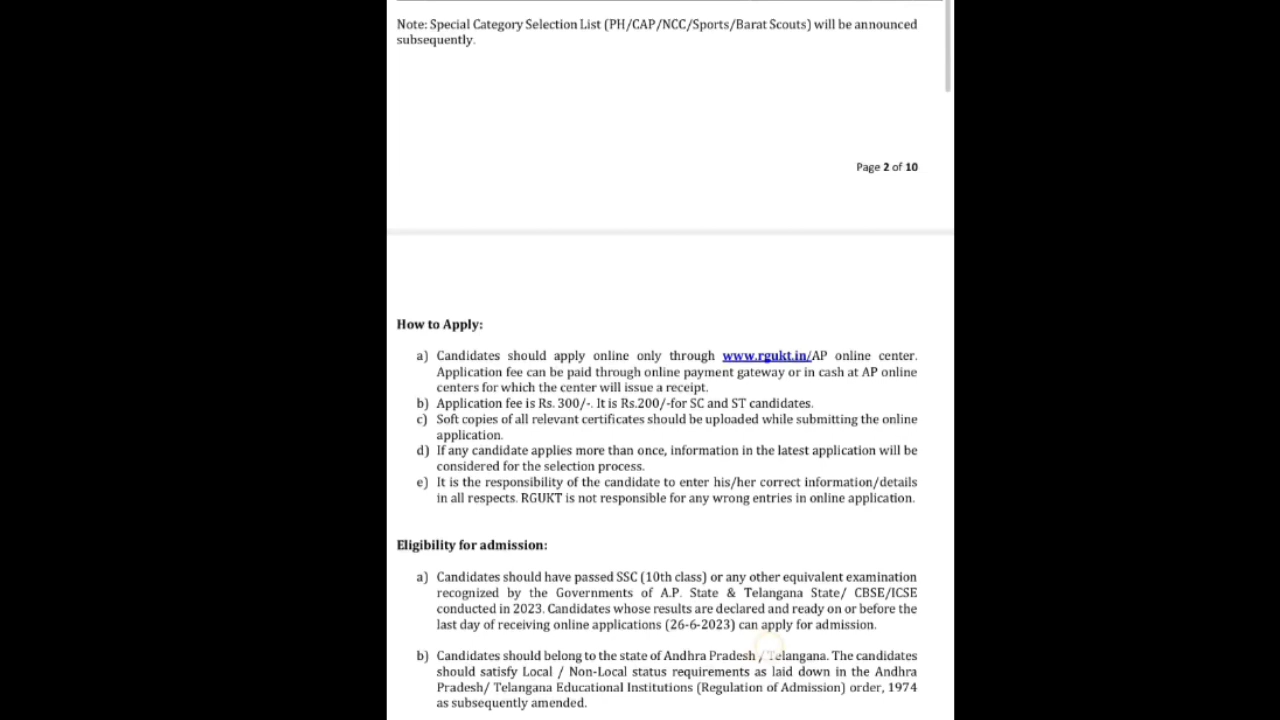 Note: Special Category Selection List (PH/CAP/NCC/Sports/Barat Scouts) will be announced
subsequently.
Page 2 of 10
How to Apply:
a) Candidates should apply online only through www.rgukt.in/AP online center.
Application fee can be paid through online payment gateway or in cash at AP online
centers for which the center will issue a receipt.
b) Application fee is Rs. 300/-. It is Rs.200/-for SC and ST candidates.
c) Soft copies of all relevant certificates should be uploaded while submitting the online
application.
d) If any candidate applies more than once, information in the latest application will be
considered for the selection process.
e) It is the responsibility of the candidate to enter his/her correct information/details
in all respects. RGUKT is not responsible for any wrong entries in online application.
Eligibility for admission:
a) Candidates should have passed SSC (10th class) or any other equivalent examination
recognized by the Governments of A.P. State & Telangana State/ CBSE/ICSE
conducted in 2023. Candidates whose results are declared and ready on or before the
last day of receiving online applications (26-6-2023) can apply for admission.
b) Candidates should belong to the state of Andhra Pradesh / Telangana. The candidates
should satisfy Local / Non-Local status requirements as laid down in the Andhra
Pradesh/ Telangana Educational Institutions (Regulation of Admission) order, 1974
as subsequently amended.